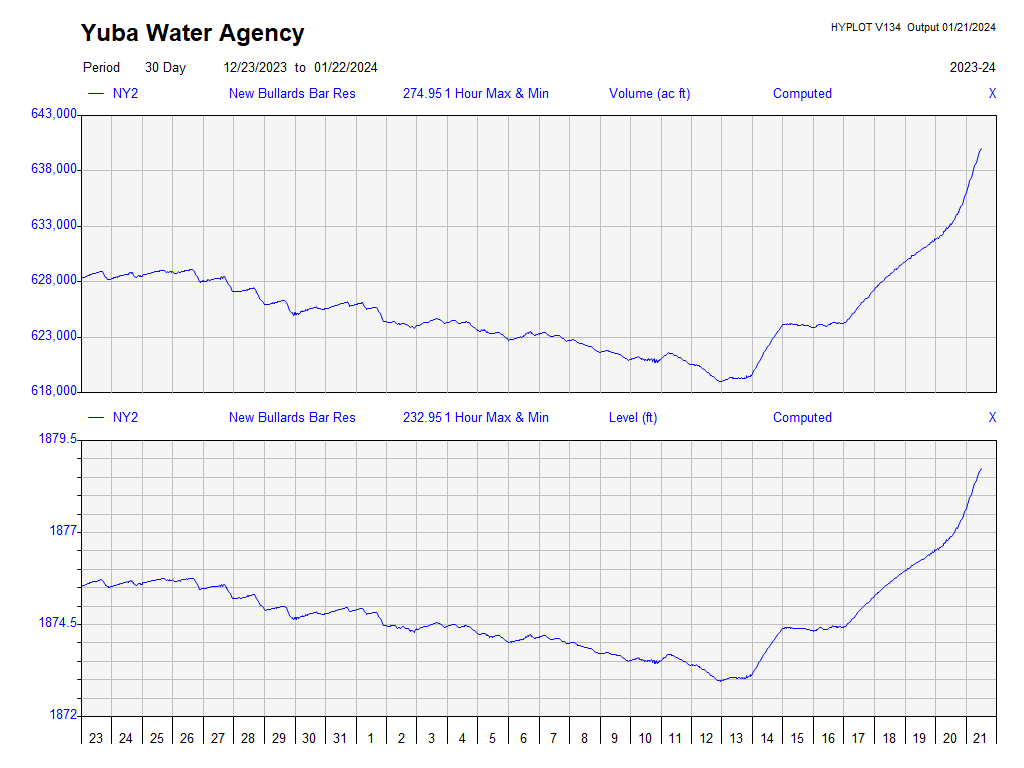 Yuba Water Agency
HYPLOT V134 Output 01/21/2024
Period 30 Day 12/23/2023 to 01/22/2024 2023-24
NY2 New Bullards Bar Res 274.95 1 Hour Max & Min Volume (ac ft) Computed X
643,000
638,000
633,000
628,000
623,000
618,000
NY2 New Bullards Bar Res 232.95 1 Hour Max & Min Level (ft) Computed X
1879.5
1877
1874.5
1872
23 24 25 26 27 28 29 30 31 1 2 3 4 5 6 7 8 9 10 11 12 13 14 15 16 17 18 19 20 21